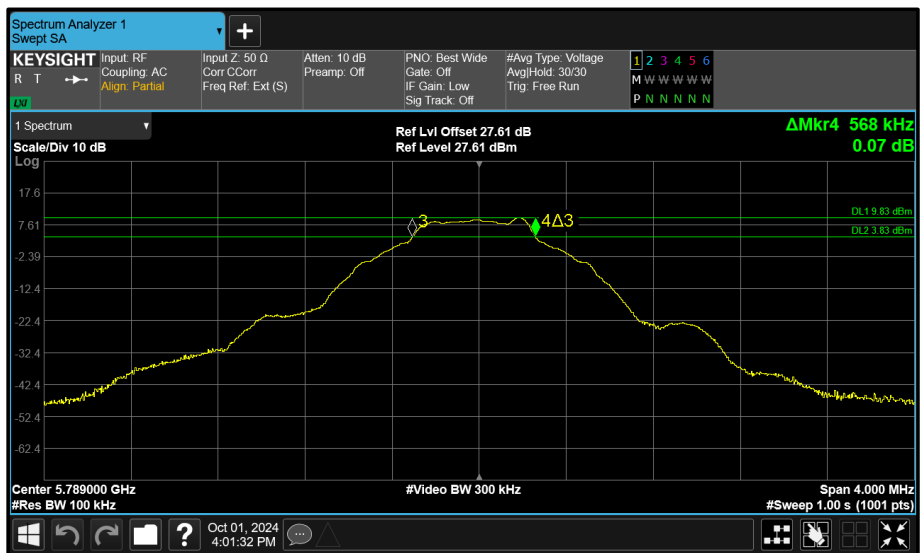 Spectrum Analyzer 1
Swept SA
KEYSIGHT
R T
LXI
Input: RF
Coupling: AC
Align: Partial
Input Z: 50 Ω
Corr CCorr
Freq Ref: Ext (S)
Atten: 10 dB
Preamp: Off
PNO: Best Wide
Gate: Off
IF Gain: Low
Sig Track: Off
#Avg Type: Voltage
Avg|Hold: 30/30
Trig: Free Run
1 2 3 4 5 6
M W W W W W
P N N N N N
1 Spectrum
Scale/Div 10 dB
Log
Ref Lvl Offset 27.61 dB
Ref Level 27.61 dBm
ΔMkr4 568 kHz
0.07 dB
17.6
7.61
-2.39
-12.4
-22.4
-32.4
-42.4
-52.4
-62.4
3
4Δ3
DL1 9.83 dBm
DL2 3.83 dBm
Center 5.789000 GHz
#Res BW 100 kHz
#Video BW 300 kHz
Span 4.000 MHz
#Sweep 1.00 s (1001 pts)
?
Oct 01, 2024
4:01:32 PM